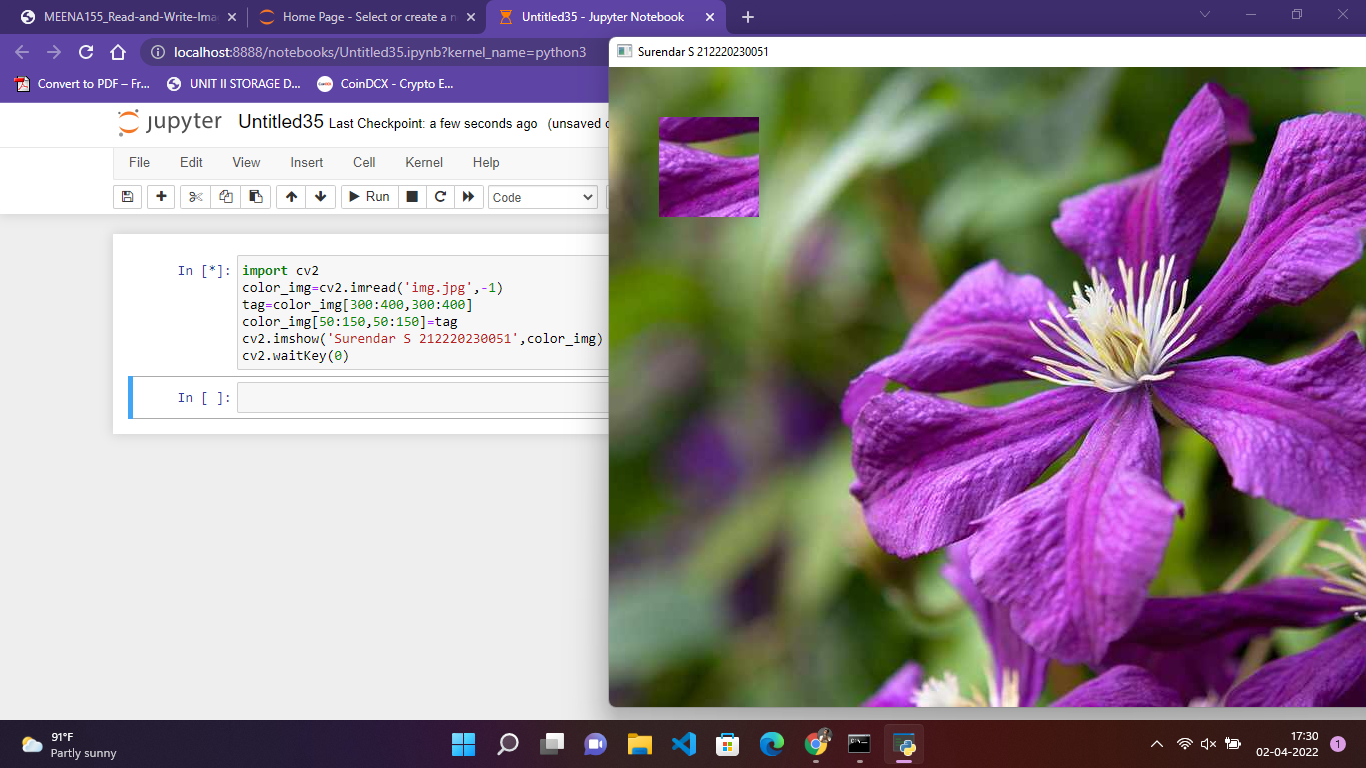 MEENA155_Read-and-Write-Ima
Home Page - Select or create a n
Untitled35 - Jupyter Notebook
localhost:8888/notebooks/Untitled35.ipynb?kernel_name=python3
Convert to PDF – Fr...
UNIT II STORAGE D...
CoinDCX - Crypto E...
Surendar S 212220230051
jupyter Untitled35 Last Checkpoint: a few seconds ago (unsaved c
File Edit View Insert Cell Kernel Help
Run Code
In [*]:
import cv2
color_img=cv2.imread('img.jpg',-1)
tag=color_img[300:400,300:400]
color_img[50:150,50:150]=tag
cv2.imshow('Surendar S 212220230051',color_img)
cv2.waitKey(0)
In [ ]:
91°F
Partly sunny
17:30
02-04-2022
1